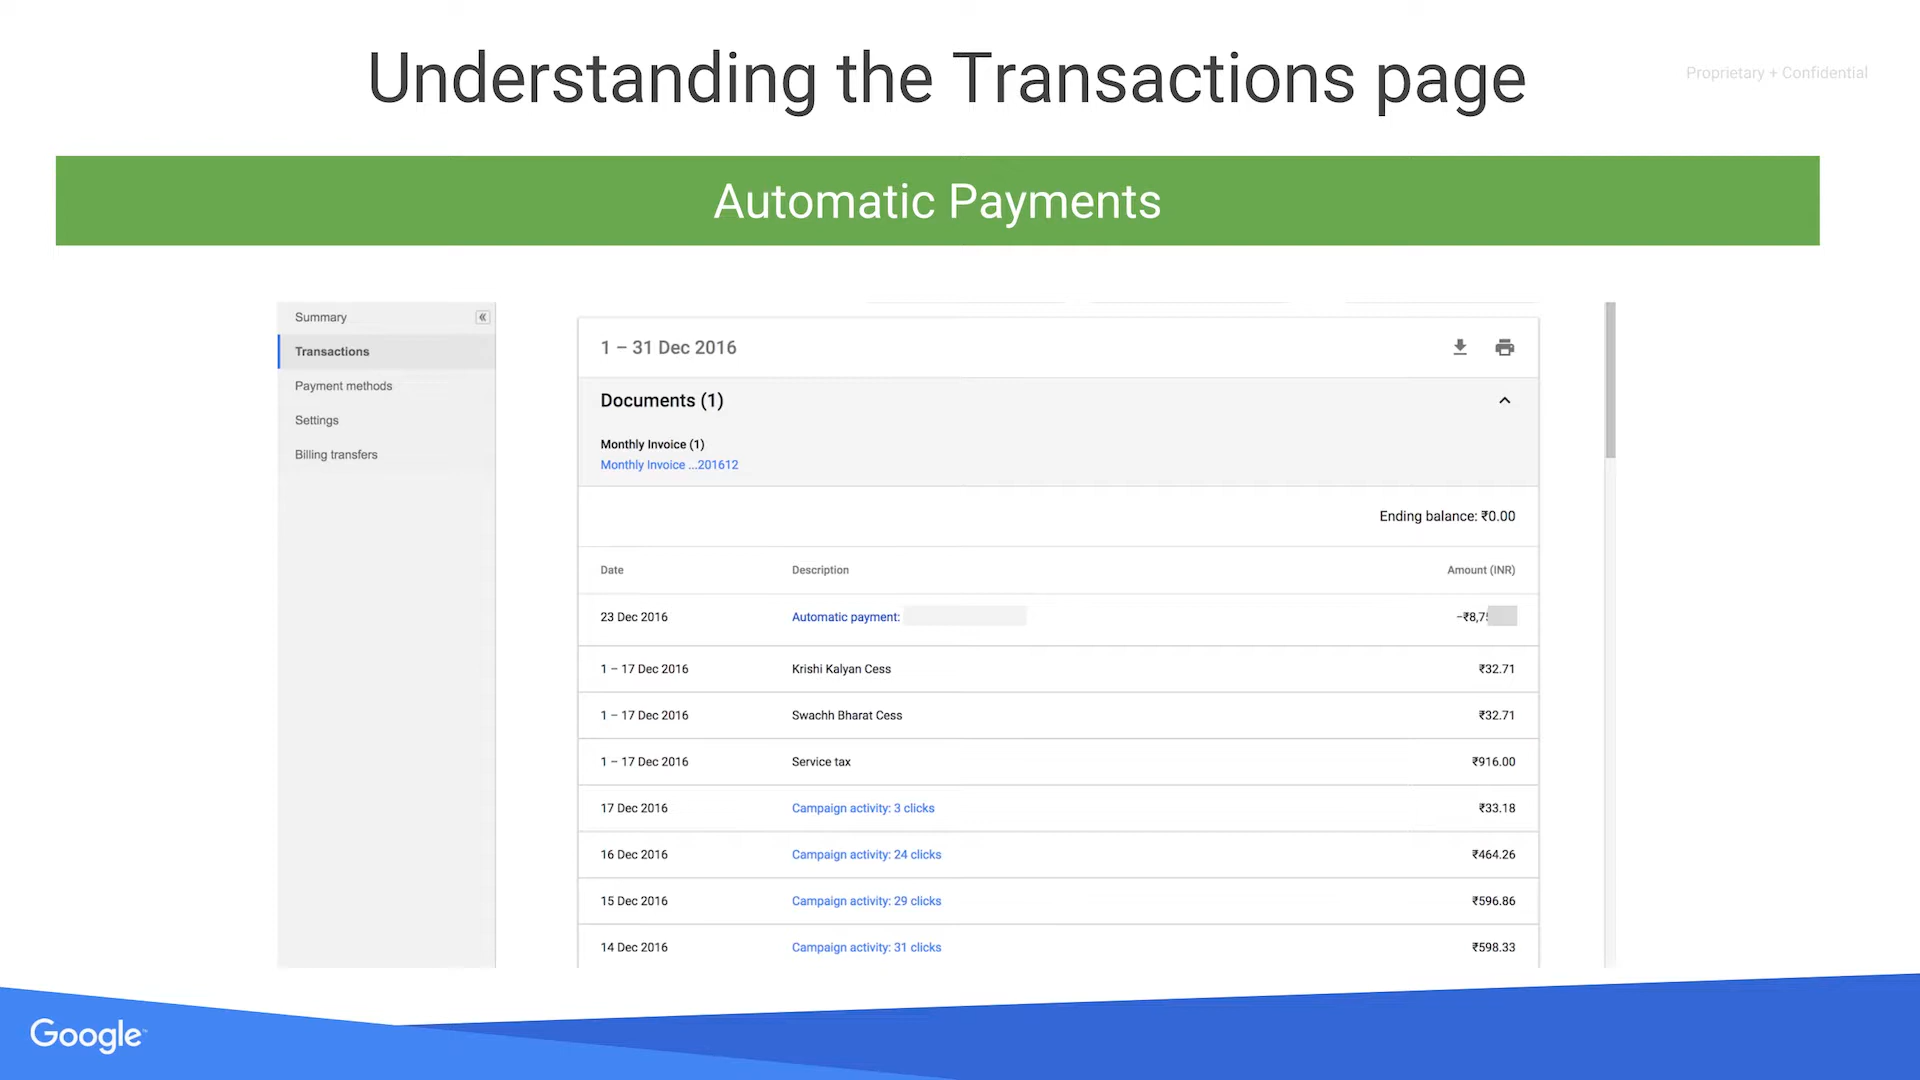 Understanding the Transactions page
Proprietary + Confidential
Automatic Payments
Summary
Transactions
Payment methods
Settings
Billing transfers
1 – 31 Dec 2016
Documents (1)
Monthly Invoice (1)
Monthly Invoice ...201612
Ending balance: ₹0.00
Date Description Amount (INR)
23 Dec 2016 Automatic payment:
1 – 17 Dec 2016 Krishi Kalyan Cess ₹32.71
1 – 17 Dec 2016 Swachh Bharat Cess ₹32.71
1 – 17 Dec 2016 Service tax ₹916.00
17 Dec 2016 Campaign activity: 3 clicks ₹33.18
16 Dec 2016 Campaign activity: 24 clicks ₹464.26
15 Dec 2016 Campaign activity: 29 clicks ₹596.86
14 Dec 2016 Campaign activity: 31 clicks ₹598.33
Google